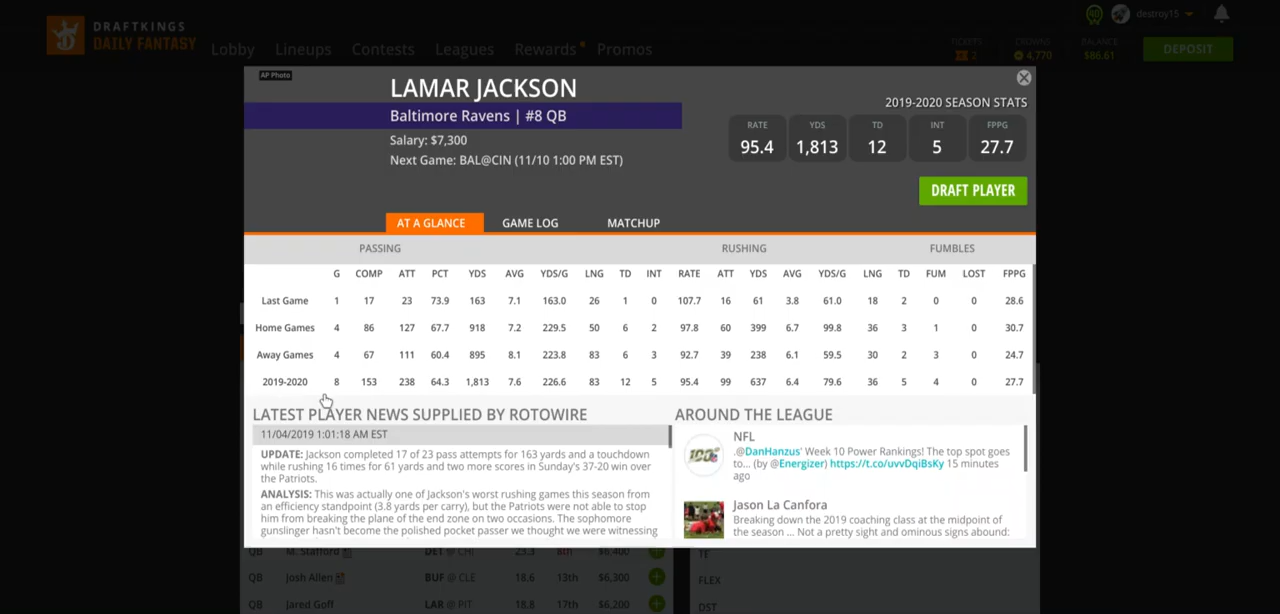 DRAFTKINGS
DAILY FANTASY
Lobby Lineups Contests Leagues Rewards Promos
destroy15
TICKETS 2
CROWNS 4,770
BALANCE $86.61
DEPOSIT
AP Photo
LAMAR JACKSON
Baltimore Ravens | #8 QB
Salary: $7,300
Next Game: BAL@CIN (11/10 1:00 PM EST)
2019-2020 SEASON STATS
RATE YDS TD INT FPPG
95.4 1,813 12 5 27.7
DRAFT PLAYER
AT A GLANCE GAME LOG MATCHUP
PASSING RUSHING FUMBLES
G COMP ATT PCT YDS AVG YDS/G LNG TD INT RATE ATT YDS AVG YDS/G LNG TD FUM LOST FPPG
Last Game 1 17 23 73.9 163 7.1 163.0 26 1 0 107.7 16 61 3.8 61.0 18 2 0 0 28.6
Home Games 4 86 127 67.7 918 7.2 229.5 50 6 2 97.8 60 399 6.7 99.8 36 3 1 0 30.7
Away Games 4 67 111 60.4 895 8.1 223.8 83 6 3 92.7 39 238 6.1 59.5 30 2 3 0 24.7
2019-2020 8 153 238 64.3 1,813 7.6 226.6 83 12 5 95.4 99 637 6.4 79.6 36 5 4 0 27.7
LATEST PLAYER NEWS SUPPLIED BY ROTOWIRE
11/04/2019 1:01:18 AM EST
UPDATE: Jackson completed 17 of 23 pass attempts for 163 yards and a touchdown
while rushing 16 times for 61 yards and two more scores in Sunday's 37-20 win over
the Patriots.
ANALYSIS: This was actually one of Jackson's worst rushing games this season from
an efficiency standpoint (3.8 yards per carry), but the Patriots were not able to stop
him from breaking the plane of the end zone on two occasions. The sophomore
gunslinger hasn't become the polished pocket passer we thought we were witnessing
AROUND THE LEAGUE
NFL
.@DanHanzus' Week 10 Power Rankings! The top spot goes
to... (by @Energizer) https://t.co/uvvDqiBsKy 15 minutes
ago
Jason La Canfora
Breaking down the 2019 coaching class at the midpoint of
the season ... Not a pretty sight and ominous signs abound:
QB M. Stafford DET @ CHI 23.3 8th $6,400
QB Josh Allen BUF @ CLE 18.6 13th $6,300
QB Jared Goff LAR @ PIT 18.8 17th $6,200
TE
FLEX
DST